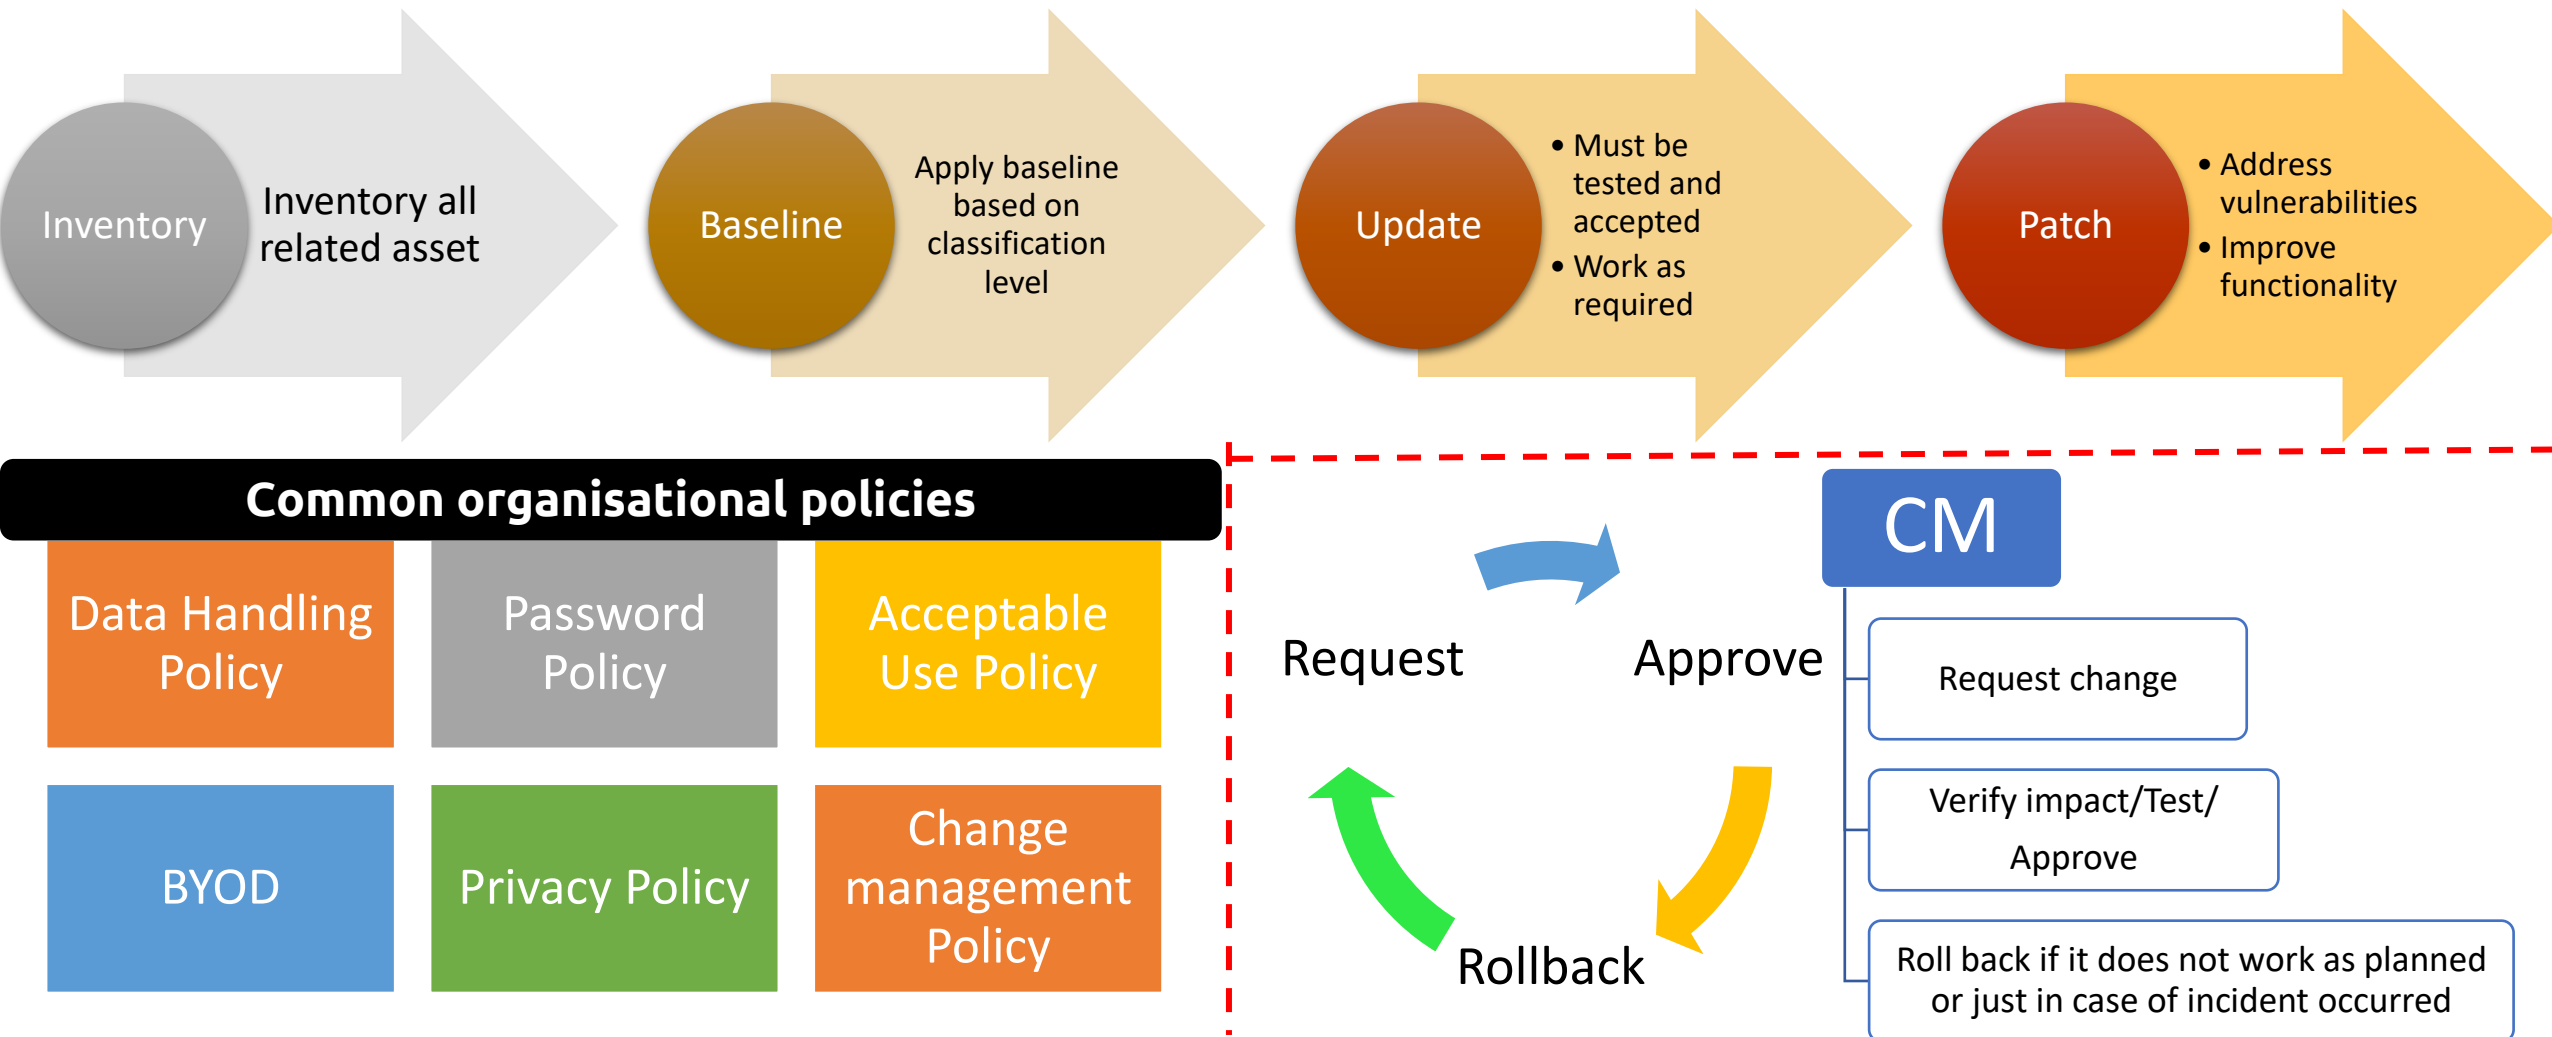 Inventory
Inventory all
related asset
Baseline
Apply baseline
based on
classification
level
Update
• Must be
tested and
accepted
• Work as
required
Patch
• Address
vulnerabilities
• Improve
functionality
Common organisational policies
Data Handling
Policy
Password
Policy
Acceptable
Use Policy
BYOD
Privacy Policy
Change
management
Policy
Request
Approve
Rollback
CM
Request change
Verify impact/Test/
Approve
Roll back if it does not work as planned
or just in case of incident occurred